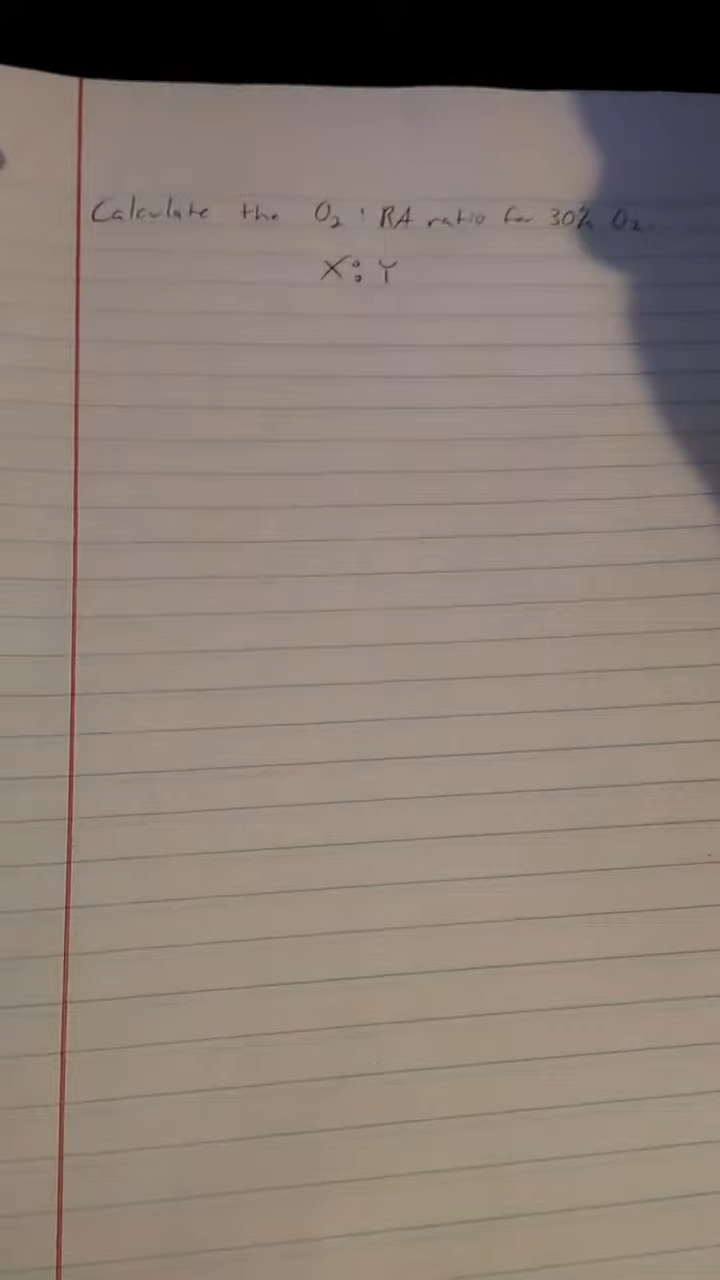 Calculate the O₂ : RA ratio for 30% O₂.
X : Y